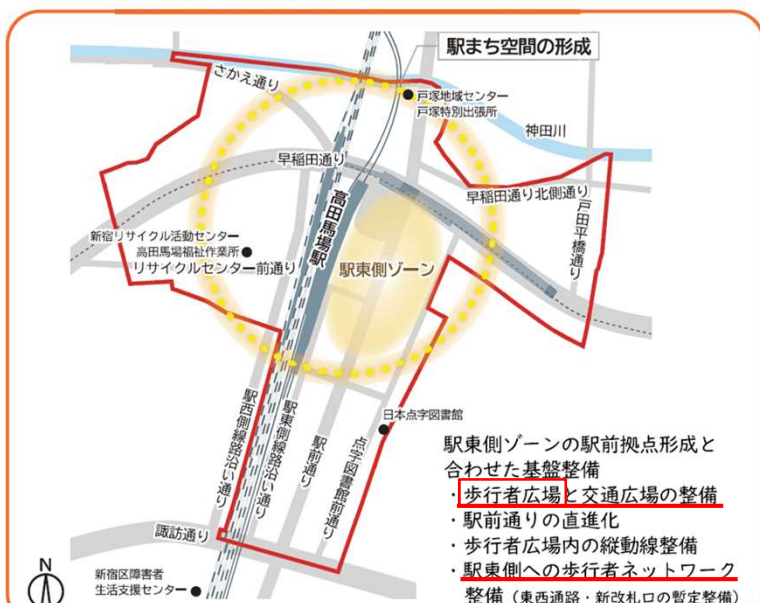 駅まち空間の形成
さかえ通り
戸塚地域センター
戸塚特別出張所
神田川
早稲田通り
早稲田通り北側通り
戸田平橋通り
高田馬場駅
新宿リサイクル活動センター
高田馬場福祉作業所
リサイクルセンター前通り
駅東側ゾーン
日本点字図書館
駅西側線路沿い通り
駅東側線路沿い通り
駅前通り
点字図書館前通り
諏訪通り
新宿区障害者
生活支援センター
N
駅東側ゾーンの駅前拠点形成と
合わせた基盤整備
・歩行者広場と交通広場の整備
・駅前通りの直進化
・歩行者広場内の縦動線整備
・駅東側への歩行者ネットワーク
整備（東西通路・新改札口の暫定整備）